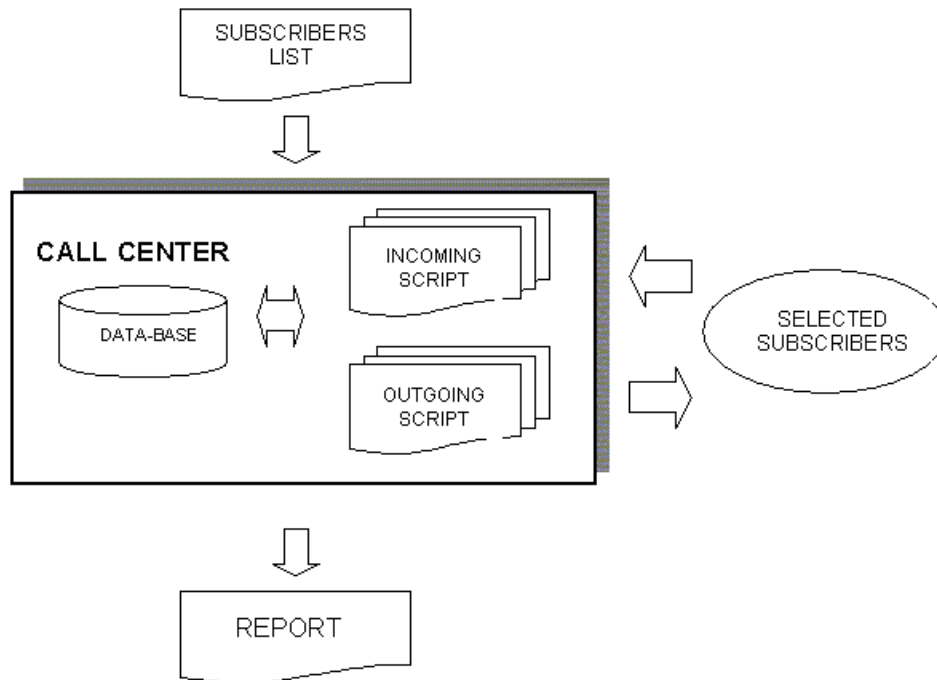 SUBSCRIBERS
LIST
CALL CENTER
INCOMING
SCRIPT
DATA-BASE
SELECTED
SUBSCRIBERS
OUTGOING
SCRIPT
REPORT